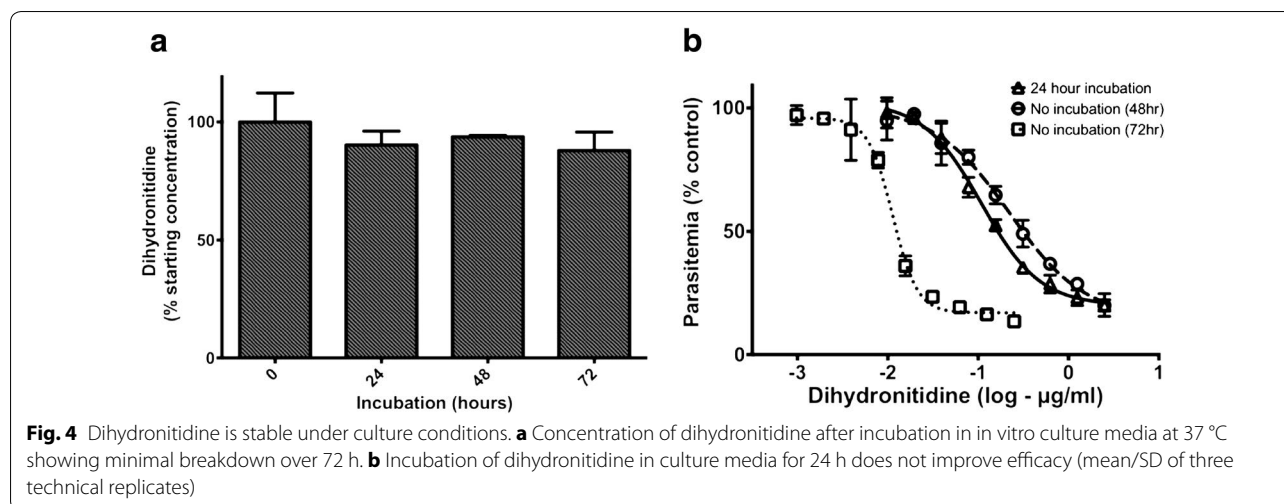 a
Dihydronitidine
(% starting concentration)
100
50
0
0
24
48
72
Incubation (hours)
b
Parasitemia (% control)
100
50
0
24 hour incubation
No incubation (48hr)
No incubation (72hr)
-3
-2
-1
0
1
Dihydronitidine (log - µg/ml)
Fig. 4 Dihydronitidine is stable under culture conditions. a Concentration of dihydronitidine after incubation in in vitro culture media at 37 °C
showing minimal breakdown over 72 h. b Incubation of dihydronitidine in culture media for 24 h does not improve efficacy (mean/SD of three
technical replicates)